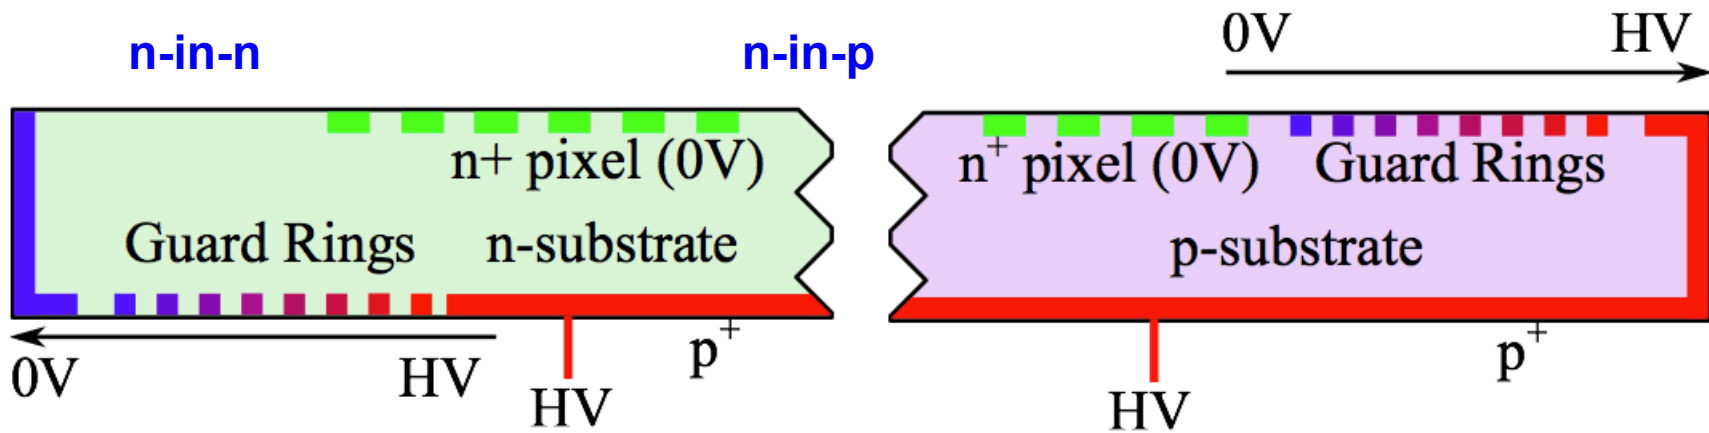 n-in-n
n+ pixel (0V)
Guard Rings
n-substrate
0V
HV
HV
p⁺
n-in-p
0V
HV
n⁺ pixel (0V)
Guard Rings
p-substrate
HV
p⁺